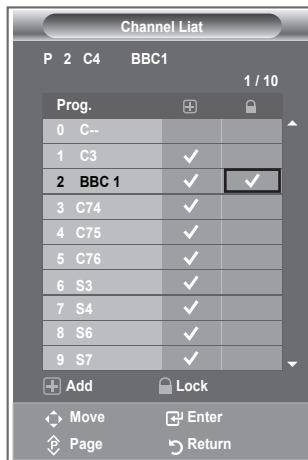 Channel Liat
P 2 C4 BBC1
1 / 10
Prog.
0 C--
1 C3
2 BBC 1
3 C74
4 C75
5 C76
6 S3
7 S4
8 S6
9 S7
Add Lock
Move Enter
Page Return